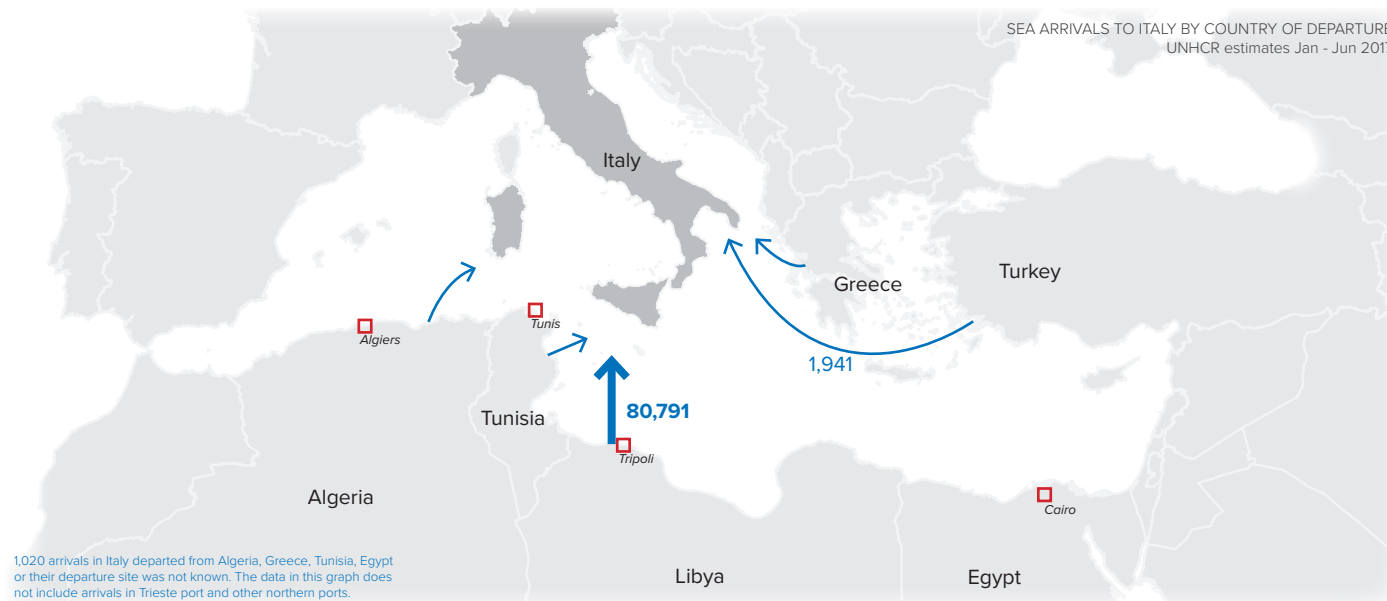 SEA ARRIVALS TO ITALY BY COUNTRY OF DEPARTURE
UNHCR estimates Jan - Jun 2017
Italy
Greece
Turkey
Algiers
Tunis
1,941
Tunisia
80,791
Tripoli
Algeria
Cairo
Libya
Egypt
1,020 arrivals in Italy departed from Algeria, Greece, Tunisia, Egypt
or their departure site was not known. The data in this graph does
not include arrivals in Trieste port and other northern ports.